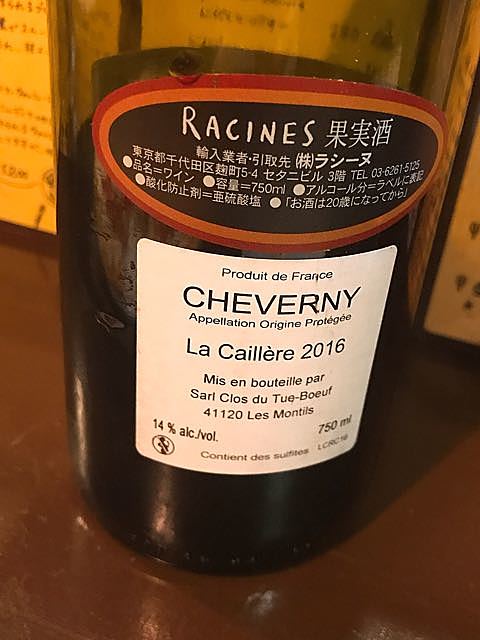 RACINES 果実酒
輸入業者・引取先 ㈱ラシーヌ
東京都千代田区麹町5-4 セタニビル 3階 TEL 03-6261-5125
●品名=ワイン ●容量=750ml ●アルコール分=ラベルに表記
●酸化防止剤=亜硫酸塩 ●「お酒は20歳になってから」
Produit de France
CHEVERNY
Appellation Origine Protégée
La Caillère 2016
Mis en bouteille par
Sarl Clos du Tue-Boeuf
41120 Les Montils
14 % alc./vol. 750 ml
Contient des sulfites LCRC16